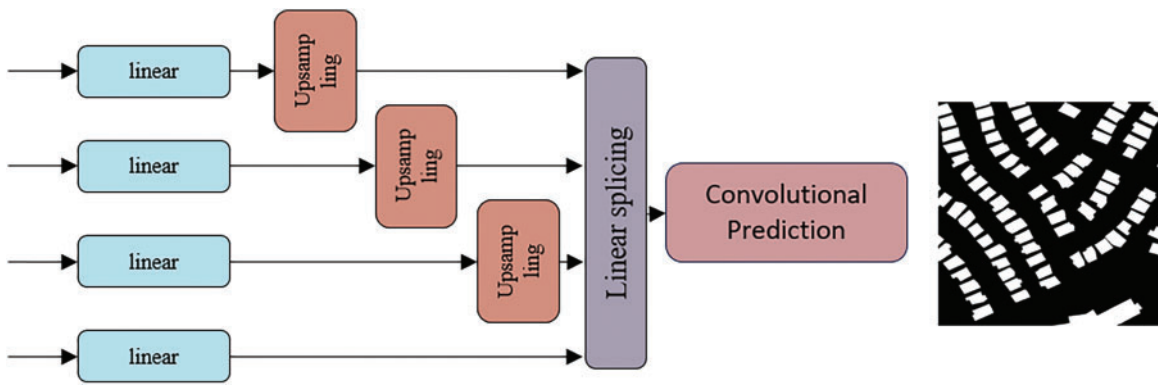 linear
Upsamp
ling
linear
Upsamp
ling
linear
Upsamp
ling
linear
Linear splicing
Convolutional
Prediction